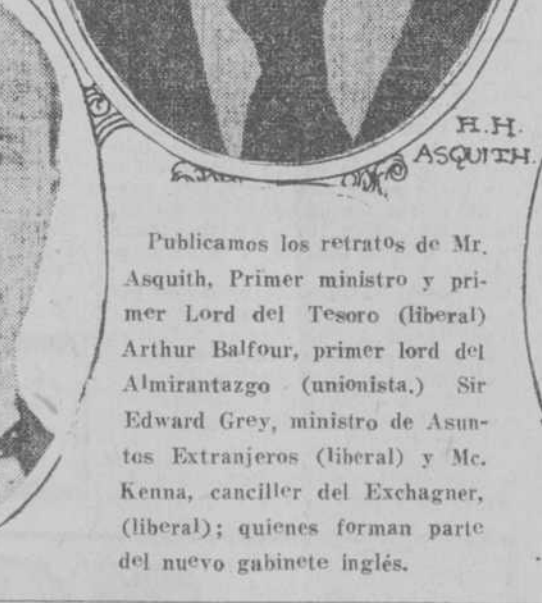 H.H.
ASQUITH.
Publicamos los retratos de Mr.
Asquith, Primer ministro y pri-
mer Lord del Tesoro (liberal)
Arthur Balfour, primer lord del
Almirantazgo (unionista.) Sir
Edward Grey, ministro de Asun-
tos Extranjeros (liberal) y Mc.
Kenna, canciller del Exchagner,
(liberal); quienes forman parte
del nuevo gabinete inglés.